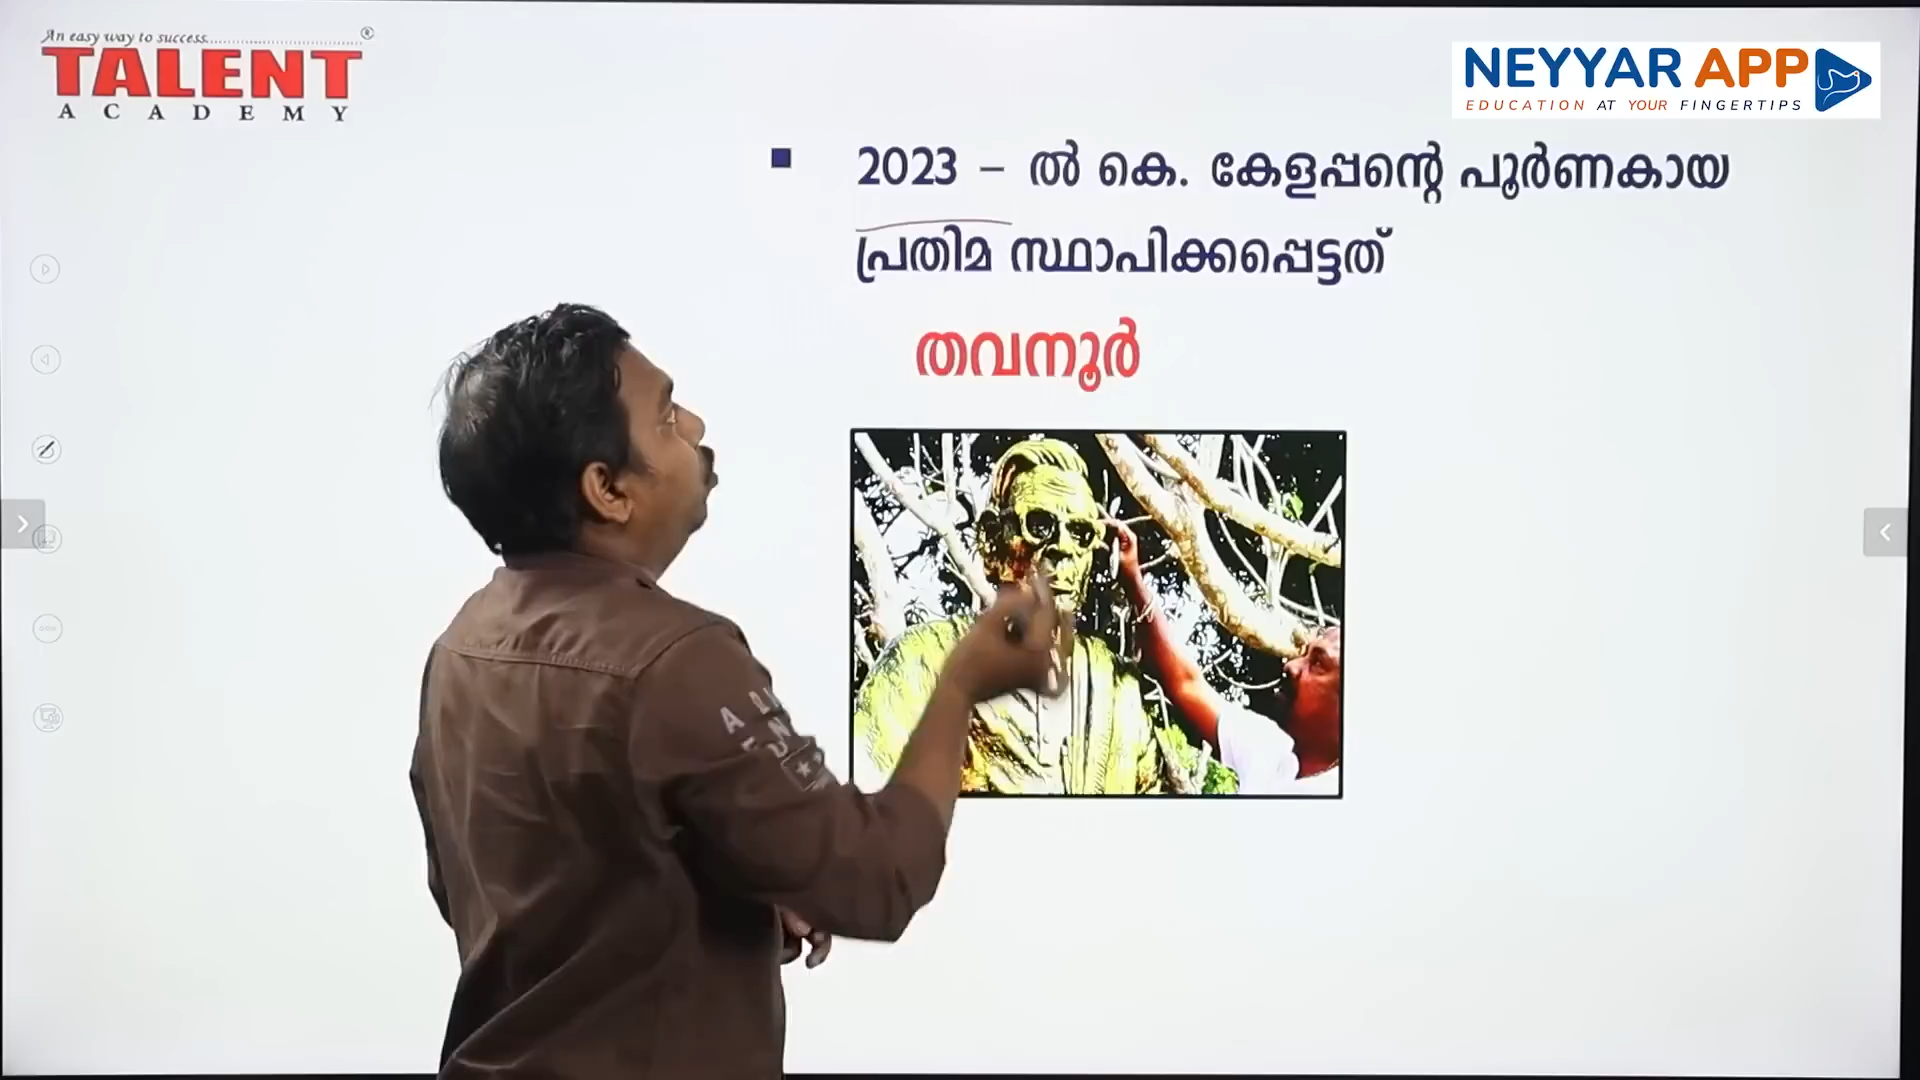 An easy way to success
TALENT
ACADEMY
NEYYAR APP
EDUCATION AT YOUR FINGERTIPS
2023 – ൽ കെ. കേളപ്പന്റെ പൂർണകായ
പ്രതിമ സ്ഥാപിക്കപ്പെട്ടത്
തവനൂർ